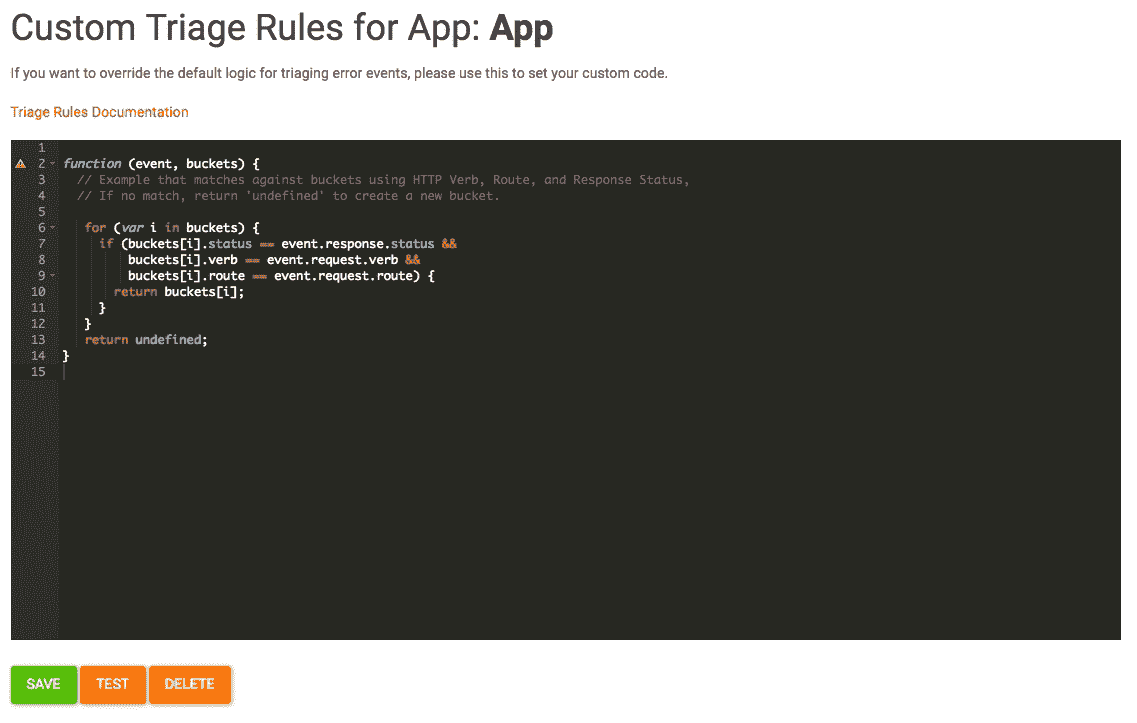 Custom Triage Rules for App: App
If you want to override the default logic for triaging error events, please use this to set your custom code.
Triage Rules Documentation
1
2 function (event, buckets) {
3 // Example that matches against buckets using HTTP Verb, Route, and Response Status,
4 // If no match, return 'undefined' to create a new bucket.
5
6 for (var i in buckets) {
7 if (buckets[i].status === event.response.status &&
8 buckets[i].verb === event.request.verb &&
9 buckets[i].route === event.request.route) {
10 return buckets[i];
11 }
12 }
13 return undefined;
14 }
15
SAVE TEST DELETE